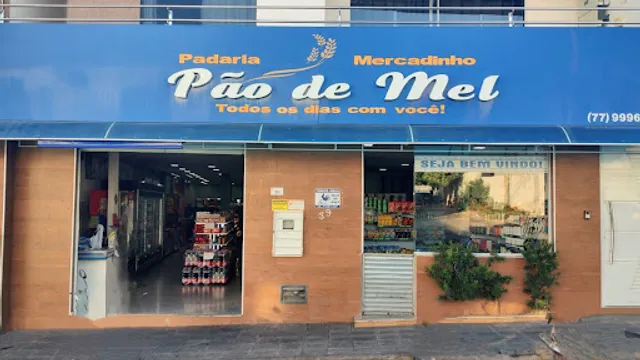 Padaria Mercadinho
Pão de Mel
Todos os dias com você!
(77) 9996
SEJA BEM VINDO!
39